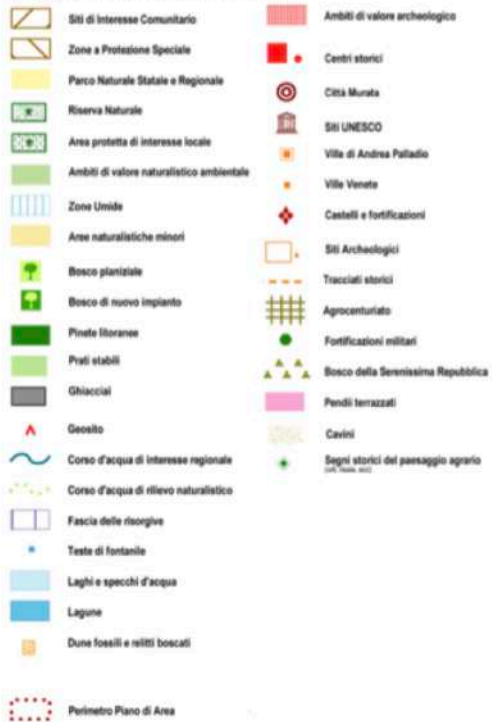 Siti di Interesse Comunitario
Zone a Protezione Speciale
Parco Naturale Statale e Regionale
Riserva Naturale
Area protetta di interesse locale
Ambiti di valore naturalistico ambientale
Zone Umide
Aree naturalistiche minori
Bosco planiziale
Bosco di nuovo impianto
Pinete litoranee
Prati stabili
Ghiacciai
Geosito
Corso d'acqua di interesse regionale
Corso d'acqua di rilievo naturalistico
Fascia delle risorgive
Teste di fontanile
Laghi e specchi d'acqua
Lagune
Dune fossili e relitti boscati
Perimetro Piano di Area
Ambiti di valore archeologico
Centri storici
Città Murata
Siti UNESCO
Ville di Andrea Palladio
Ville Venete
Castelli e fortificazioni
Siti Archeologici
Tracciati storici
Agrocenturiato
Fortificazioni militari
Bosco della Serenissima Repubblica
Pendii terrazzati
Cavini
Segni storici del paesaggio agrario